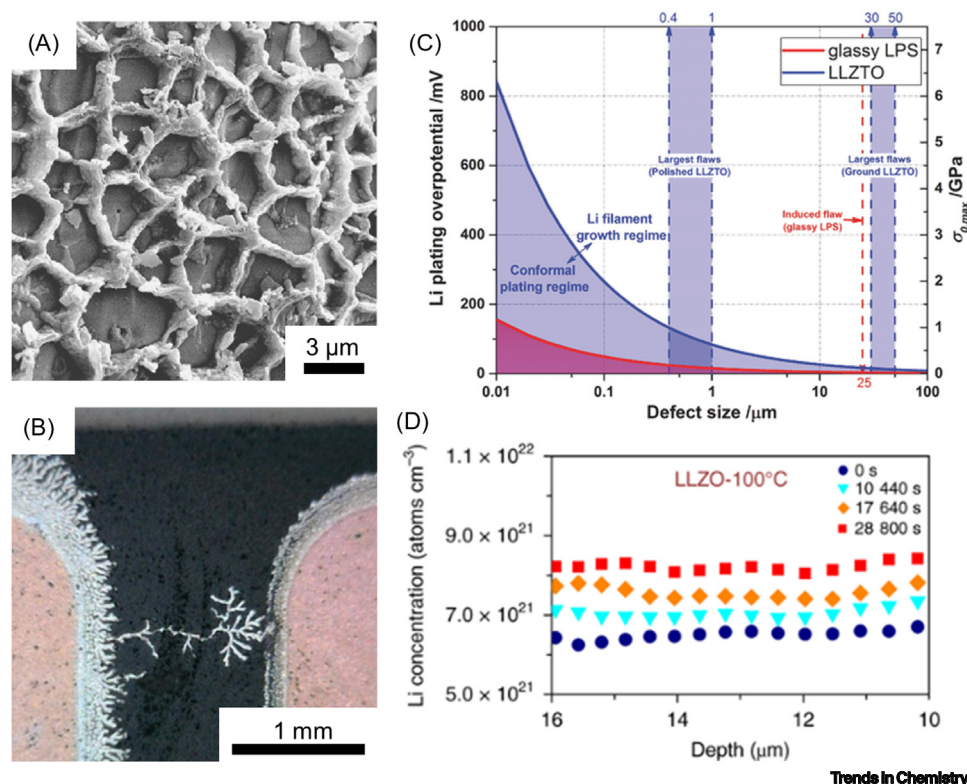 (A)
3 µm
(B)
1 mm
(C)
0.4
1
30
50
glassy LPS
LLZTO
1000
800
600
400
200
0
Li plating overpotential /mV
7
6
5
4
3
2
1
0
σ0,max /GPa
Largest flaws
(Polished LLZTO)
Largest flaws
(Ground LLZTO)
Induced flaw
(glassy LPS)
Li filament
growth regime
Conformal
plating regime
0.01
0.1
1
10
25
100
Defect size /µm
(D)
LLZO-100°C
0 s
10 440 s
17 640 s
28 800 s
1.1 × 10²²
9.0 × 10²¹
7.0 × 10²¹
5.0 × 10²¹
Li concentration (atoms cm⁻³)
16
14
12
10
Depth (µm)
Trends in Chemistry